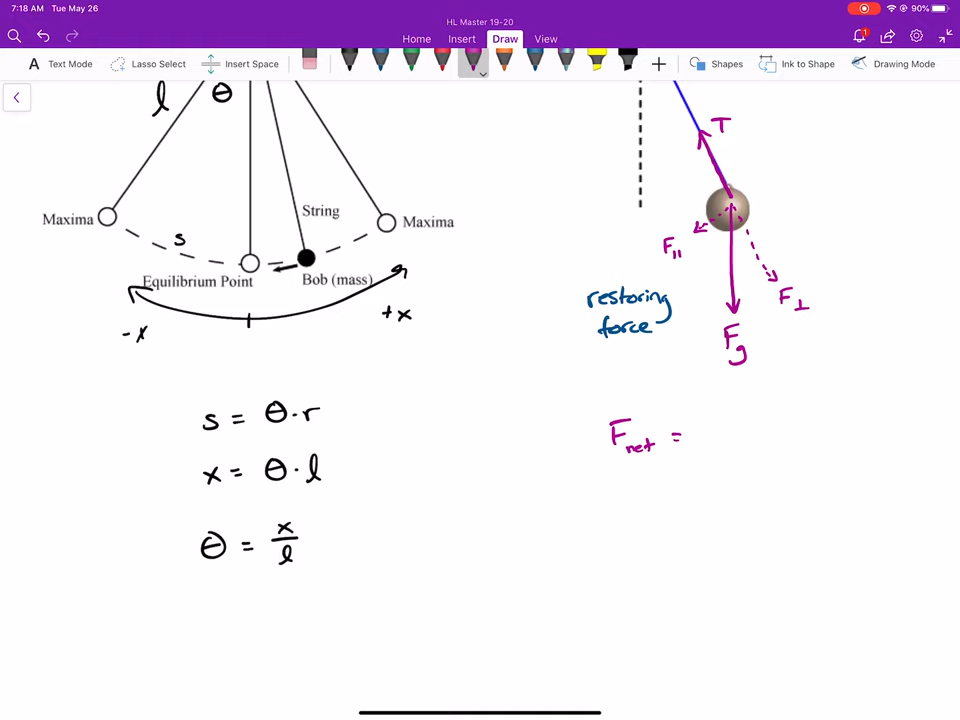 7:18 AM Tue May 26
90%
HL Master 19-20
Home Insert Draw View
1
A Text Mode Lasso Select Insert Space Shapes Ink to Shape Drawing Mode
l θ
T
Maxima
String
Maxima
s
F||
Equilibrium Point
Bob (mass)
F⊥
restoring
force
-x
+x
Fg
s = θ·r
Fnet =
x = θ·l
θ = x/l